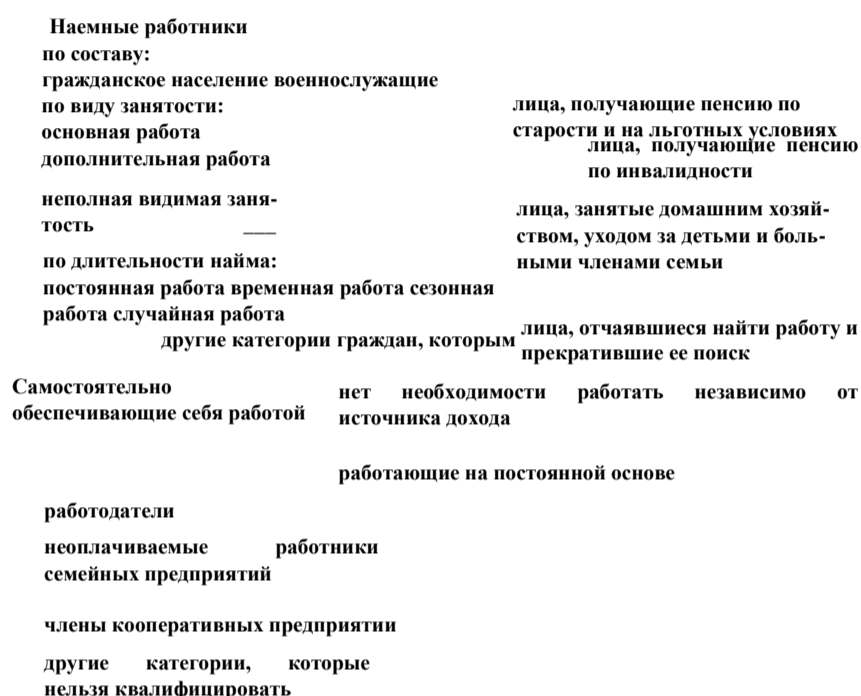 Наемные работники
по составу:
гражданское население военнослужащие
по виду занятости:
основная работа
дополнительная работа
неполная видимая заня-
тость ___
по длительности найма:
постоянная работа временная работа сезонная
работа случайная работа
лица, получающие пенсию по
старости и на льготных условиях
лица, получающие пенсию
по инвалидности
лица, занятые домашним хозяй-
ством, уходом за детьми и боль-
ными членами семьи
лица, отчаявшиеся найти работу и
прекратившие ее поиск
другие категории граждан, которым
нет необходимости работать независимо от
источника дохода
Самостоятельно
обеспечивающие себя работой
работающие на постоянной основе
работодатели
неоплачиваемые работники
семейных предприятий
члены кооперативных предприятии
другие категории, которые
нельзя квалифицировать